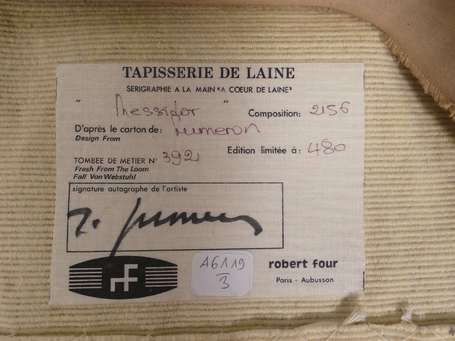 TAPISSERIE DE LAINE
SERIGRAPHIE A LA MAIN "A COEUR DE LAINE"
" Messidor " Composition: 2156
D'après le carton de: Jumeron
Design From
Edition limitée à: 480
TOMBEE DE METIER N° 392
Fresh From The Loom
Fall Von Webstuhl
signature autographe de l'artiste
A6119
3
robert four
Paris - Aubusson